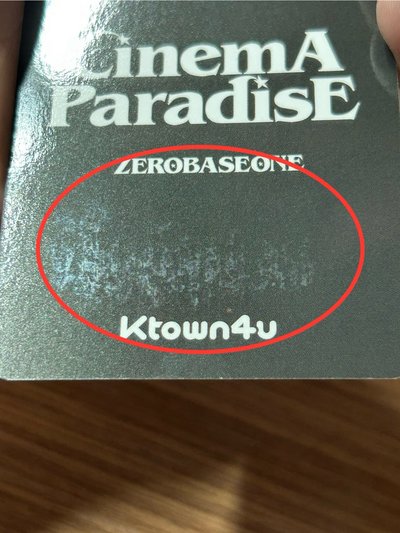 CinemA
ParadisE
ZEROBASEONE
Ktown4u